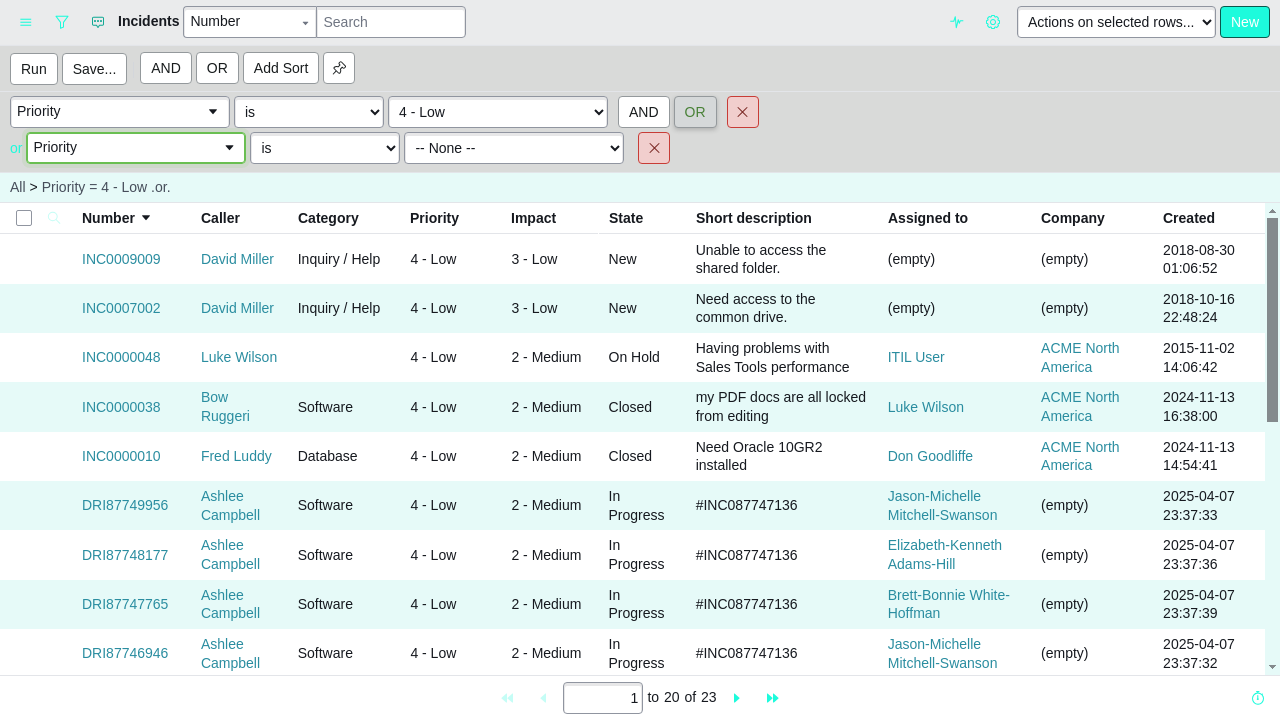 Incidents Number Search Actions on selected rows... New
Run Save... AND OR Add Sort
Priority is 4 - Low AND OR
or Priority is -- None --
All > Priority = 4 - Low .or.
Number Caller Category Priority Impact State Short description Assigned to Company Created
INC0009009 David Miller Inquiry / Help 4 - Low 3 - Low New Unable to access the shared folder. (empty) (empty) 2018-08-30 01:06:52
INC0007002 David Miller Inquiry / Help 4 - Low 3 - Low New Need access to the common drive. (empty) (empty) 2018-10-16 22:48:24
INC0000048 Luke Wilson 4 - Low 2 - Medium On Hold Having problems with Sales Tools performance ITIL User ACME North America 2015-11-02 14:06:42
INC0000038 Bow Ruggeri Software 4 - Low 2 - Medium Closed my PDF docs are all locked from editing Luke Wilson ACME North America 2024-11-13 16:38:00
INC0000010 Fred Luddy Database 4 - Low 2 - Medium Closed Need Oracle 10GR2 installed Don Goodliffe ACME North America 2024-11-13 14:54:41
DRI87749956 Ashlee Campbell Software 4 - Low 2 - Medium In Progress #INC087747136 Jason-Michelle Mitchell-Swanson (empty) 2025-04-07 23:37:33
DRI87748177 Ashlee Campbell Software 4 - Low 2 - Medium In Progress #INC087747136 Elizabeth-Kenneth Adams-Hill (empty) 2025-04-07 23:37:36
DRI87747765 Ashlee Campbell Software 4 - Low 2 - Medium In Progress #INC087747136 Brett-Bonnie White-Hoffman (empty) 2025-04-07 23:37:39
DRI87746946 Ashlee Campbell Software 4 - Low 2 - Medium In Progress #INC087747136 Jason-Michelle Mitchell-Swanson (empty) 2025-04-07 23:37:32
1 to 20 of 23